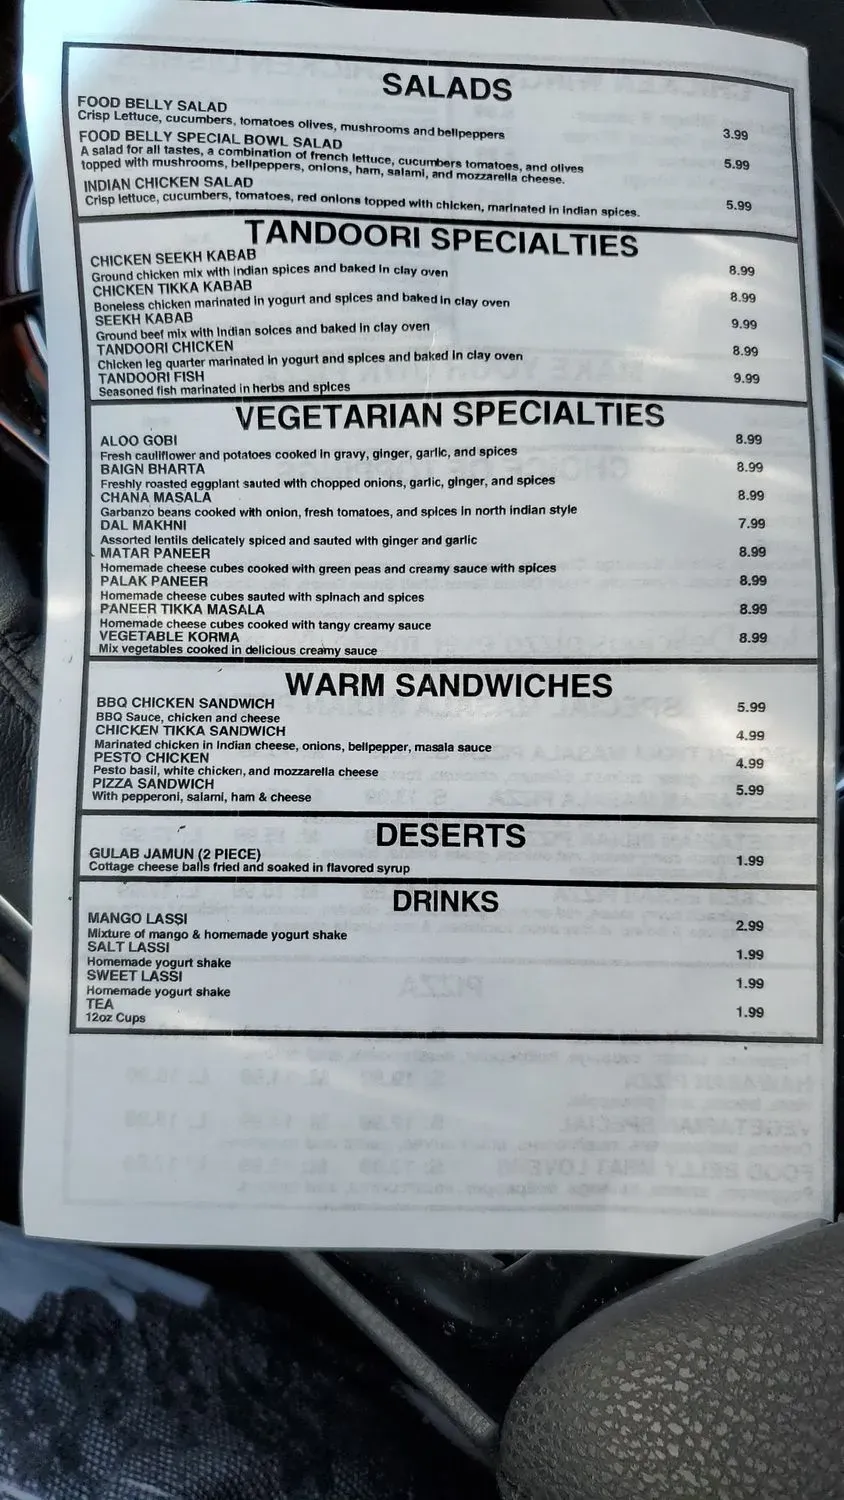 SALADS
FOOD BELLY SALAD
Crisp Lettuce, cucumbers, tomatoes olives, mushrooms and bellpeppers 3.99
FOOD BELLY SPECIAL BOWL SALAD
A salad for all tastes, a combination of french lettuce, cucumbers tomatoes, and olives 5.99
topped with mushrooms, bellpeppers, onions, ham, salami, and mozzarella cheese.
INDIAN CHICKEN SALAD
Crisp lettuce, cucumbers, tomatoes, red onions topped with chicken, marinated in indian spices. 5.99
TANDOORI SPECIALTIES
CHICKEN SEEKH KABAB
Ground chicken mix with indian spices and baked in clay oven 8.99
CHICKEN TIKKA KABAB
Boneless chicken marinated in yogurt and spices and baked in clay oven 8.99
SEEKH KABAB
Ground beef mix with Indian soices and baked in clay oven 9.99
TANDOORI CHICKEN
Chicken leg quarter marinated in yogurt and spices and baked in clay oven 8.99
TANDOORI FISH
Seasoned fish marinated in herbs and spices 9.99
VEGETARIAN SPECIALTIES
ALOO GOBI 8.99
Fresh cauliflower and potatoes cooked in gravy, ginger, garlic, and spices
BAIGN BHARTA 8.99
Freshly roasted eggplant sauted with chopped onions, garlic, ginger, and spices
CHANA MASALA 8.99
Garbanzo beans cooked with onion, fresh tomatoes, and spices in north indian style
DAL MAKHNI 7.99
Assorted lentils delicately spiced and sauted with ginger and garlic
MATAR PANEER 8.99
Homemade cheese cubes cooked with green peas and creamy sauce with spices
PALAK PANEER 8.99
Homemade cheese cubes sauted with spinach and spices
PANEER TIKKA MASALA 8.99
Homemade cheese cubes cooked with tangy creamy sauce
VEGETABLE KORMA 8.99
Mix vegetables cooked in delicious creamy sauce
WARM SANDWICHES
BBQ CHICKEN SANDWICH 5.99
BBQ Sauce, chicken and cheese
CHICKEN TIKKA SANDWICH 4.99
Marinated chicken in Indian cheese, onions, bellpepper, masala sauce
PESTO CHICKEN 4.99
Pesto basil, white chicken, and mozzarella cheese
PIZZA SANDWICH 5.99
With pepperoni, salami, ham & cheese
DESERTS
GULAB JAMUN (2 PIECE) 1.99
Cottage cheese balls fried and soaked in flavored syrup
DRINKS
MANGO LASSI 2.99
Mixture of mango & homemade yogurt shake
SALT LASSI 1.99
Homemade yogurt shake
SWEET LASSI 1.99
Homemade yogurt shake
TEA 1.99
12oz Cups